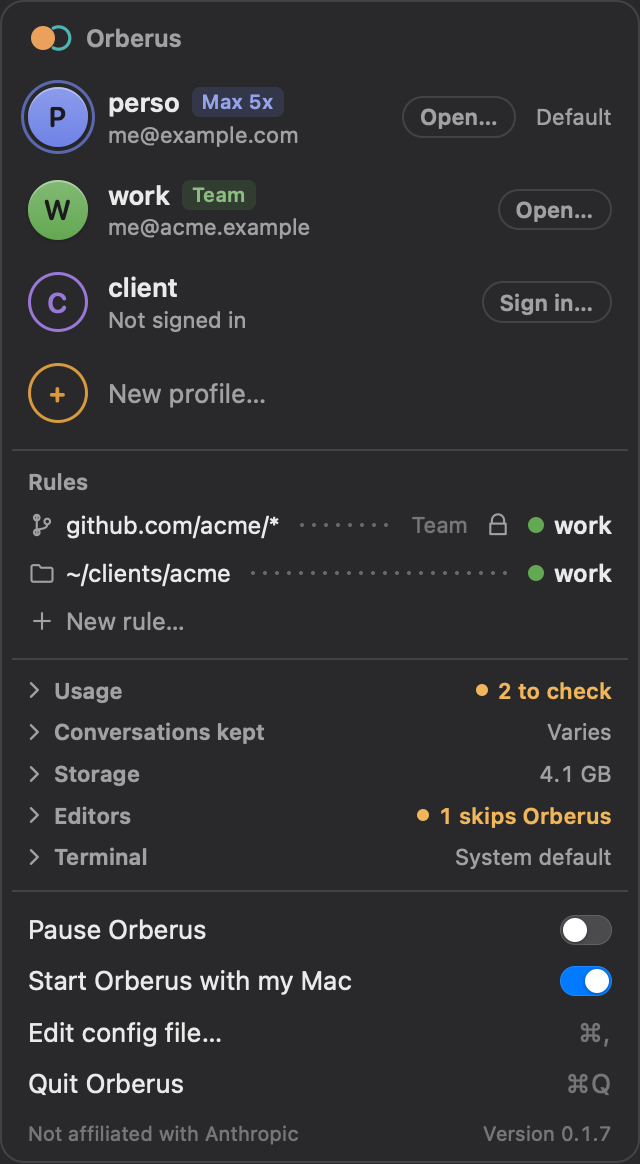 Orberus
P perso Max 5x Open... Default
me@example.com
W work Team Open...
me@acme.example
C client Sign in...
Not signed in
+ New profile...
Rules
github.com/acme/* ········ Team work
~/clients/acme ······················ work
+ New rule...
> Usage 2 to check
> Conversations kept Varies
> Storage 4.1 GB
> Editors 1 skips Orberus
> Terminal System default
Pause Orberus
Start Orberus with my Mac
Edit config file... ⌘,
Quit Orberus ⌘Q
Not affiliated with Anthropic Version 0.1.7